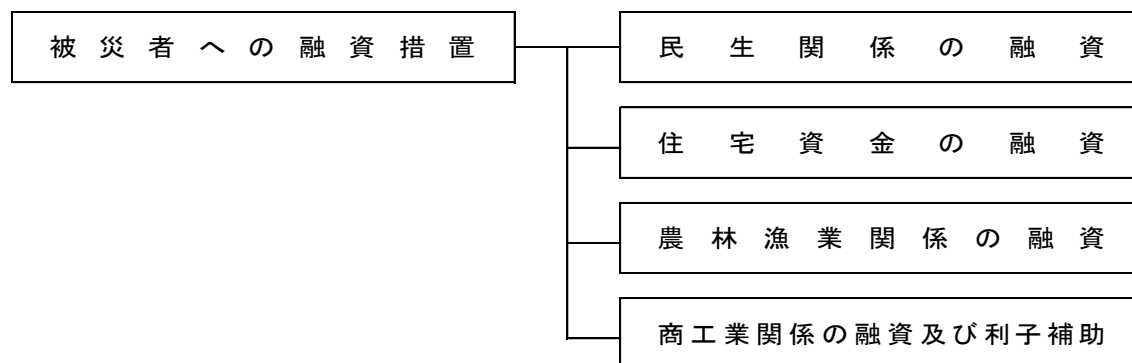 被災者への融資措置
民生関係の融資
住宅資金の融資
農林漁業関係の融資
商工業関係の融資及び利子補助